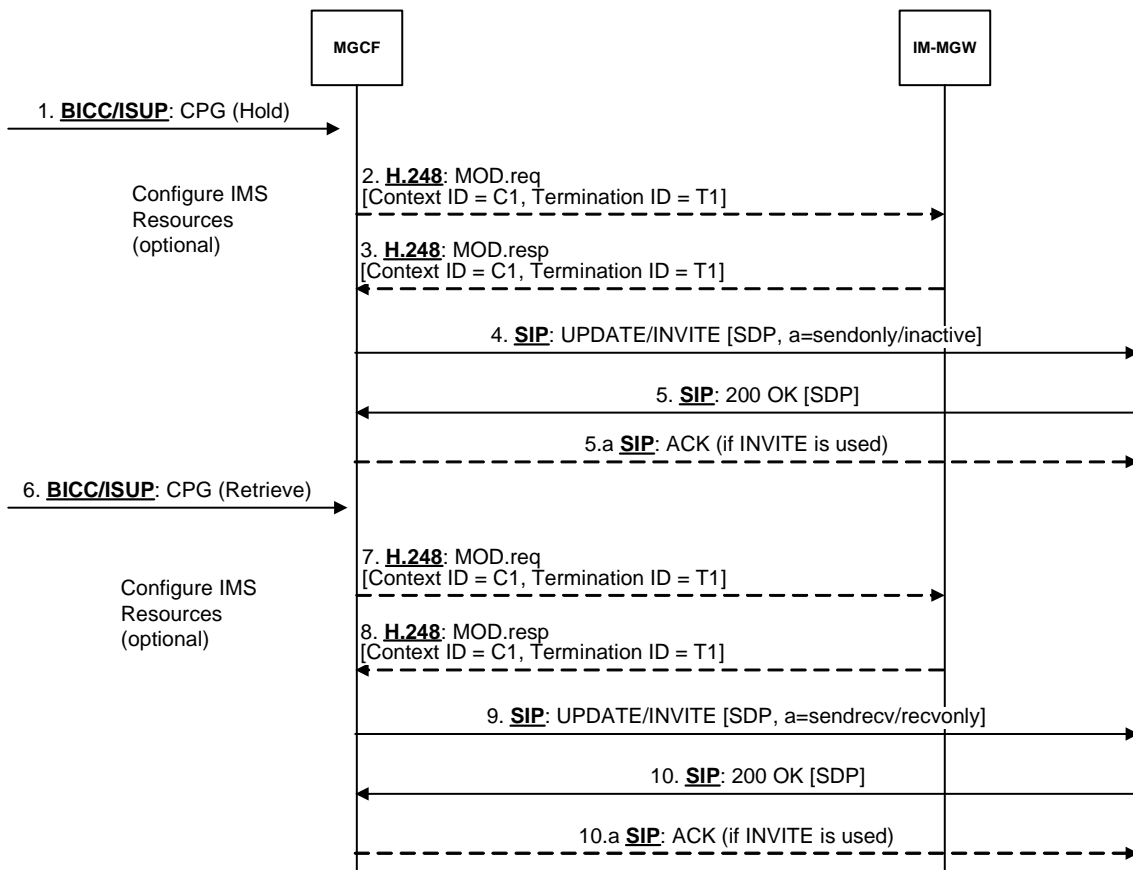 MGCF
IM-MGW
1. BICC/ISUP: CPG (Hold)
2. H.248: MOD.req
[Context ID = C1, Termination ID = T1]
Configure IMS
Resources
(optional)
3. H.248: MOD.resp
[Context ID = C1, Termination ID = T1]
4. SIP: UPDATE/INVITE [SDP, a=sendonly/inactive]
5. SIP: 200 OK [SDP]
5.a SIP: ACK (if INVITE is used)
6. BICC/ISUP: CPG (Retrieve)
7. H.248: MOD.req
[Context ID = C1, Termination ID = T1]
Configure IMS
Resources
(optional)
8. H.248: MOD.resp
[Context ID = C1, Termination ID = T1]
9. SIP: UPDATE/INVITE [SDP, a=sendrecv/recvonly]
10. SIP: 200 OK [SDP]
10.a SIP: ACK (if INVITE is used)